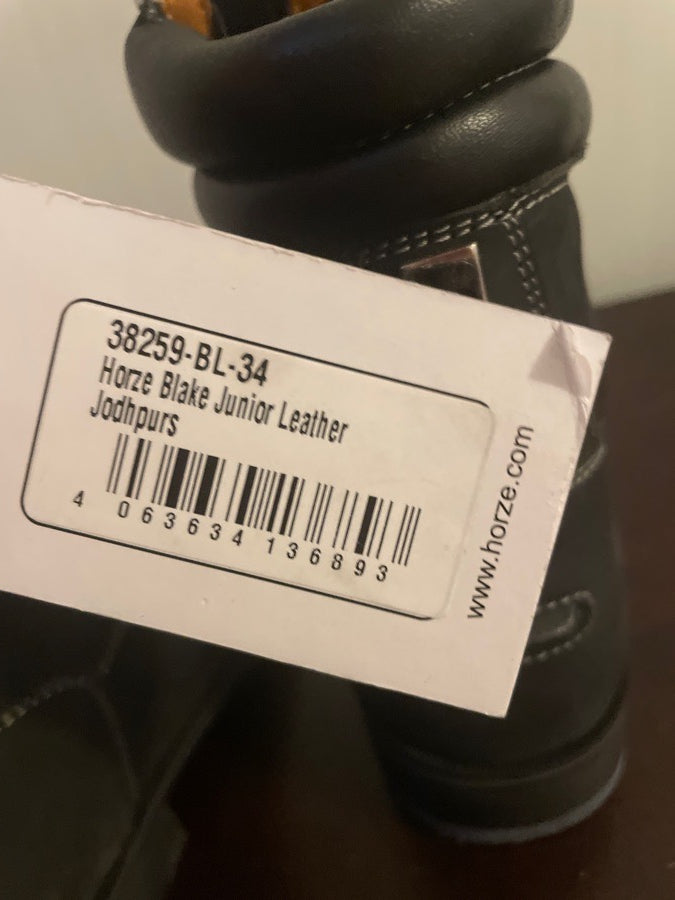 38259-BL-34
Horze Blake Junior Leather
Jodhpurs
4 063634 136893
www.horze.com